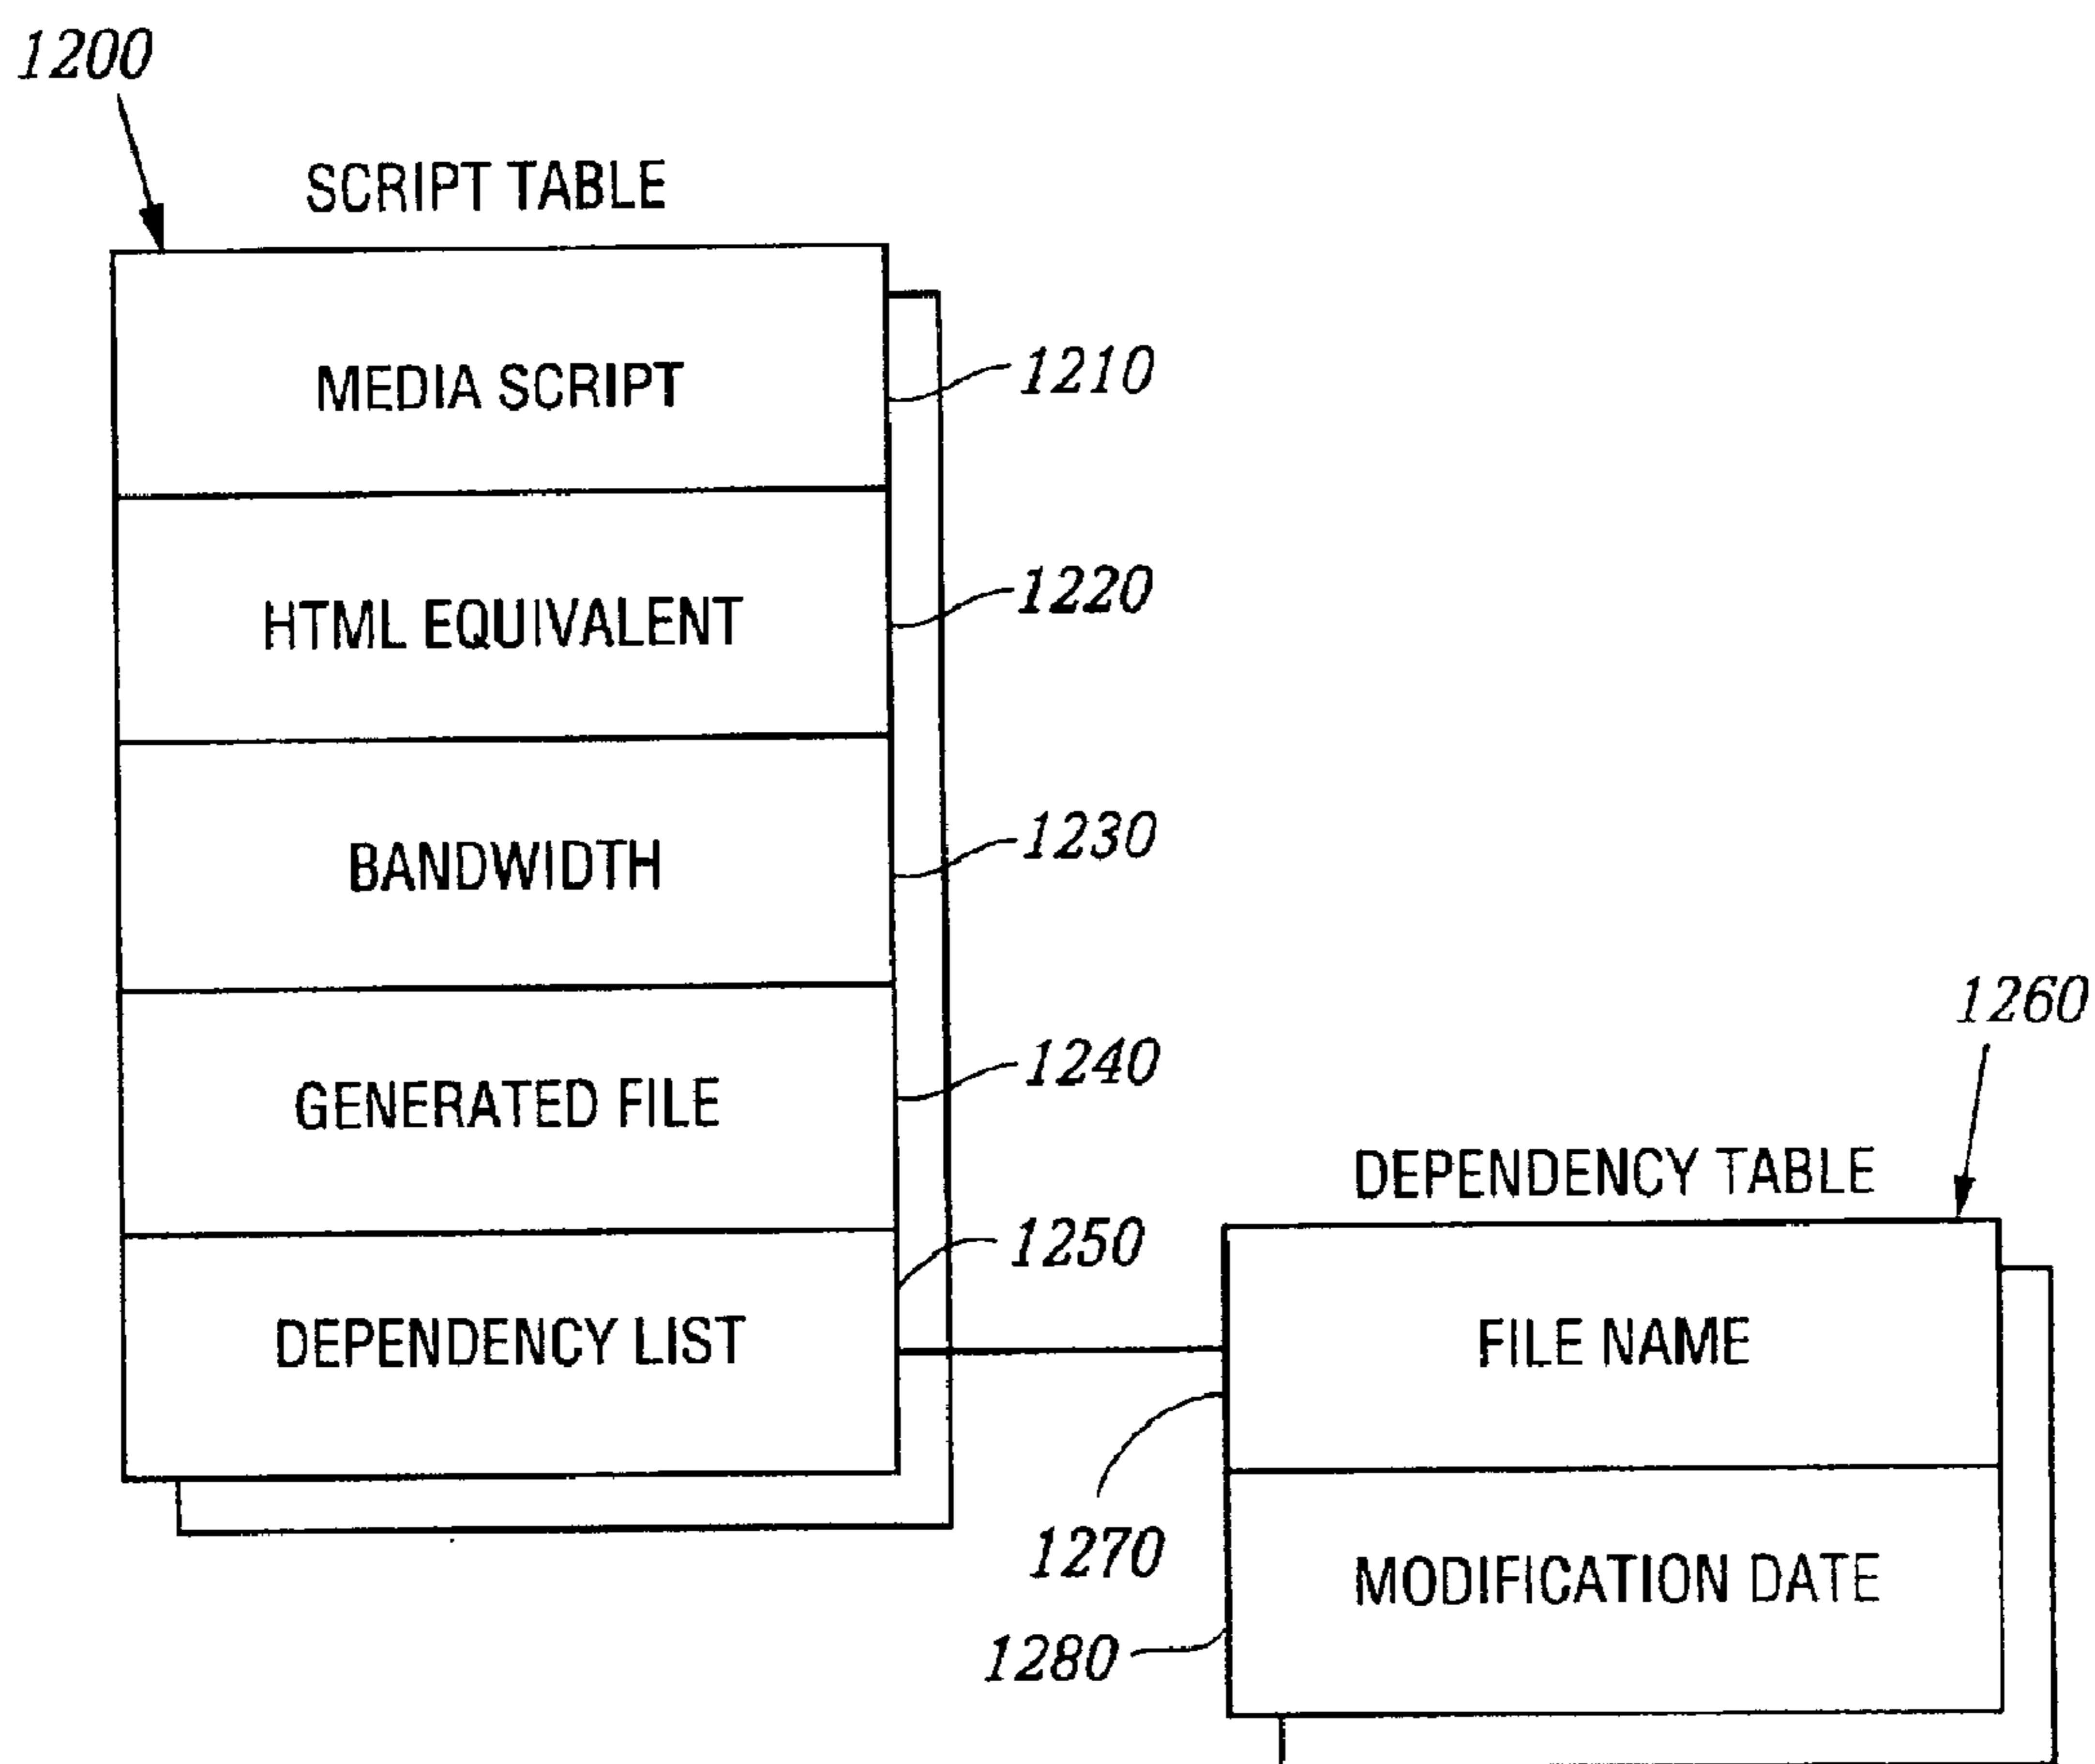 1200
SCRIPT TABLE
MEDIA SCRIPT
1210
HTML EQUIVALENT
1220
BANDWIDTH
1230
GENERATED FILE
1240
DEPENDENCY LIST
1250
1260
DEPENDENCY TABLE
FILE NAME
1270
MODIFICATION DATE
1280